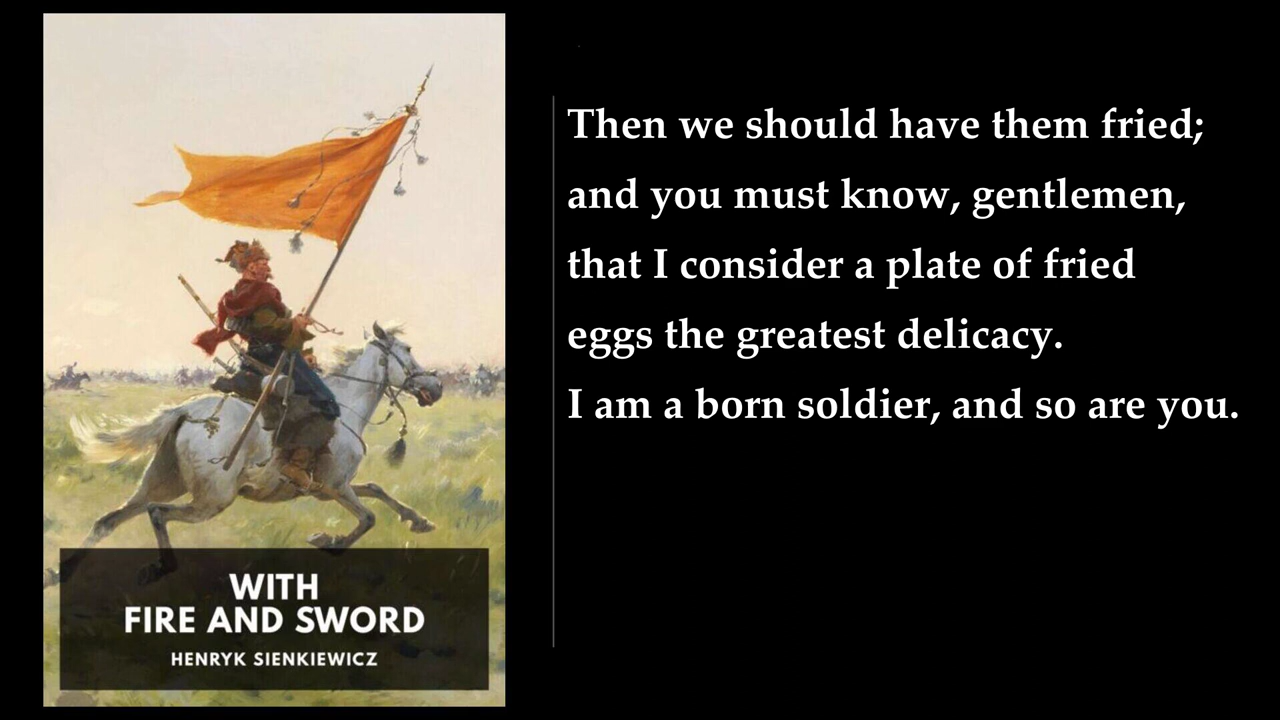 WITH
FIRE AND SWORD
HENRYK SIENKIEWICZ
Then we should have them fried;
and you must know, gentlemen,
that I consider a plate of fried
eggs the greatest delicacy.
I am a born soldier, and so are you.